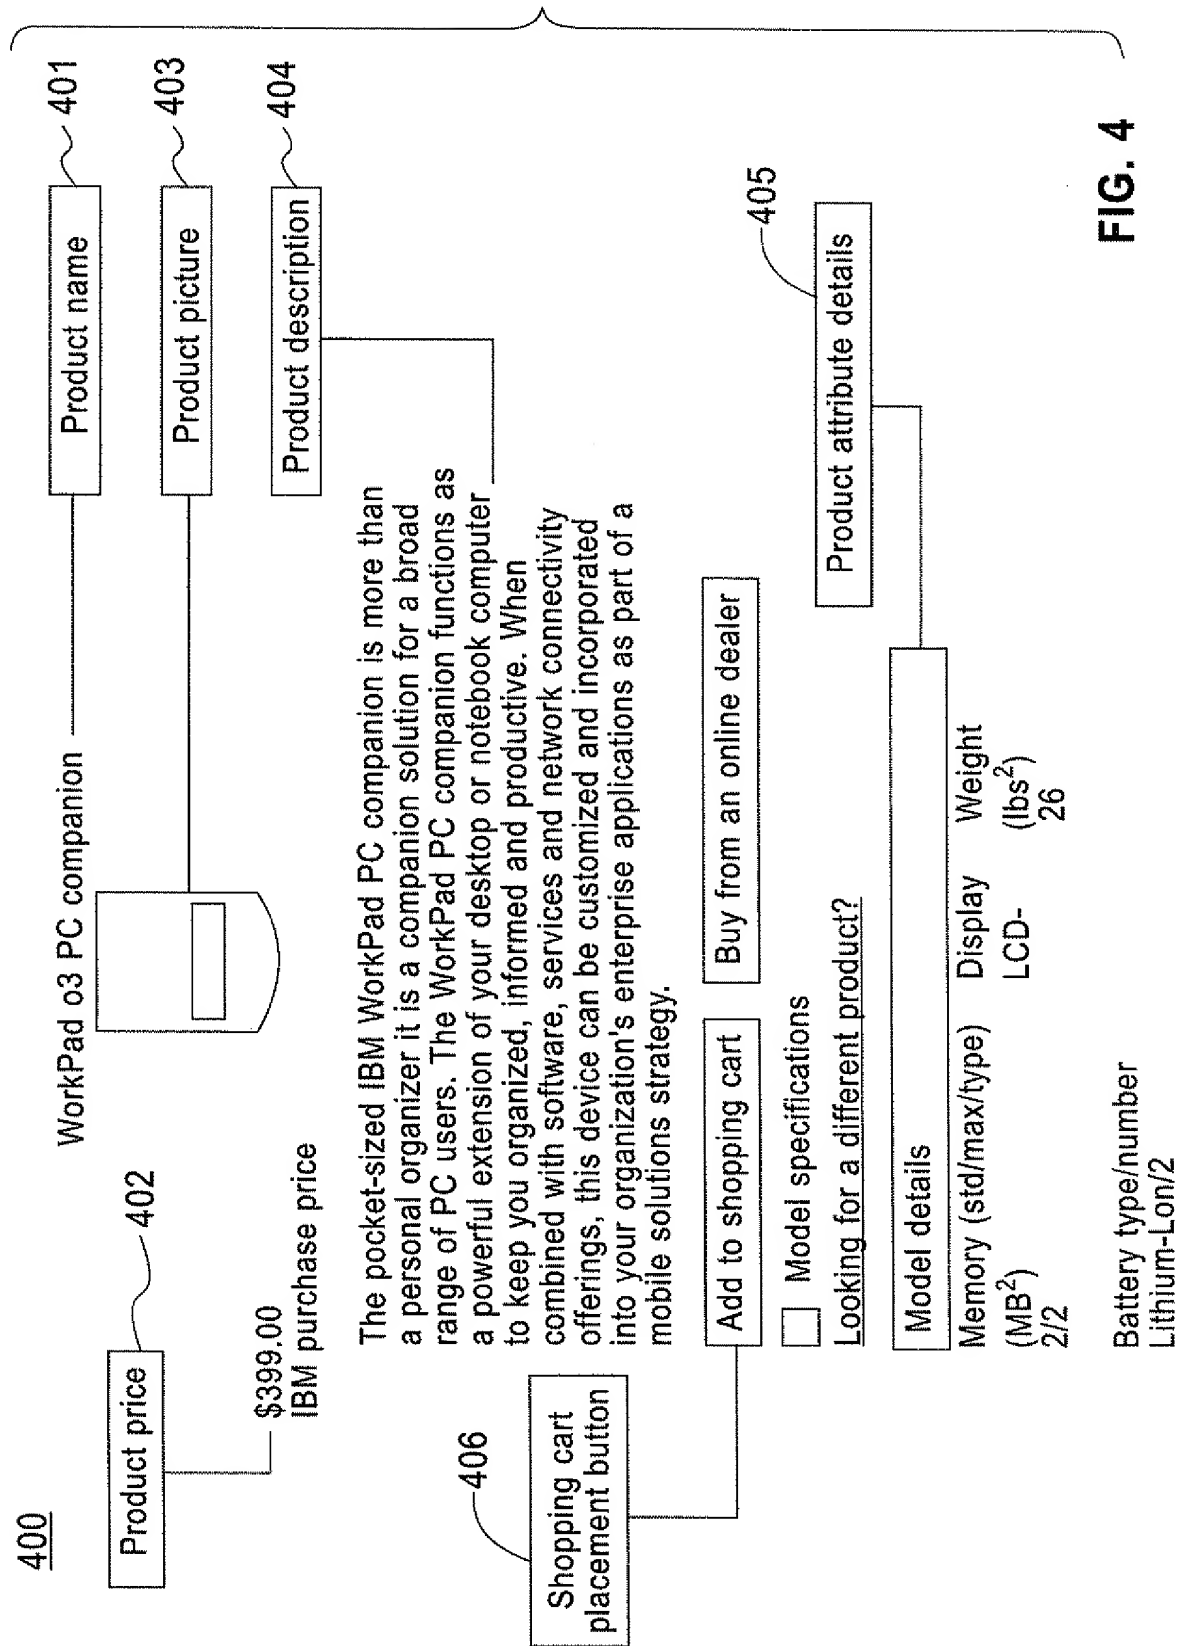 400
Product price
402
$399.00
IBM purchase price
WorkPad o3 PC companion
Product name
401
Product picture
403
Product description
404
The pocket-sized IBM WorkPad PC companion is more than
a personal organizer it is a companion solution for a broad
range of PC users. The WorkPad PC companion functions as
a powerful extension of your desktop or notebook computer
to keep you organized, informed and productive. When
combined with software, services and network connectivity
offerings, this device can be customized and incorporated
into your organization's enterprise applications as part of a
mobile solutions strategy.
406
Shopping cart
placement button
Add to shopping cart
Buy from an online dealer
Model specifications
Looking for a different product?
405
Product attribute details
Model details
Memory (std/max/type)
(MB²)
2/2
Display
LCD-
Weight
(lbs²)
26
Battery type/number
Lithium-Lon/2
FIG. 4